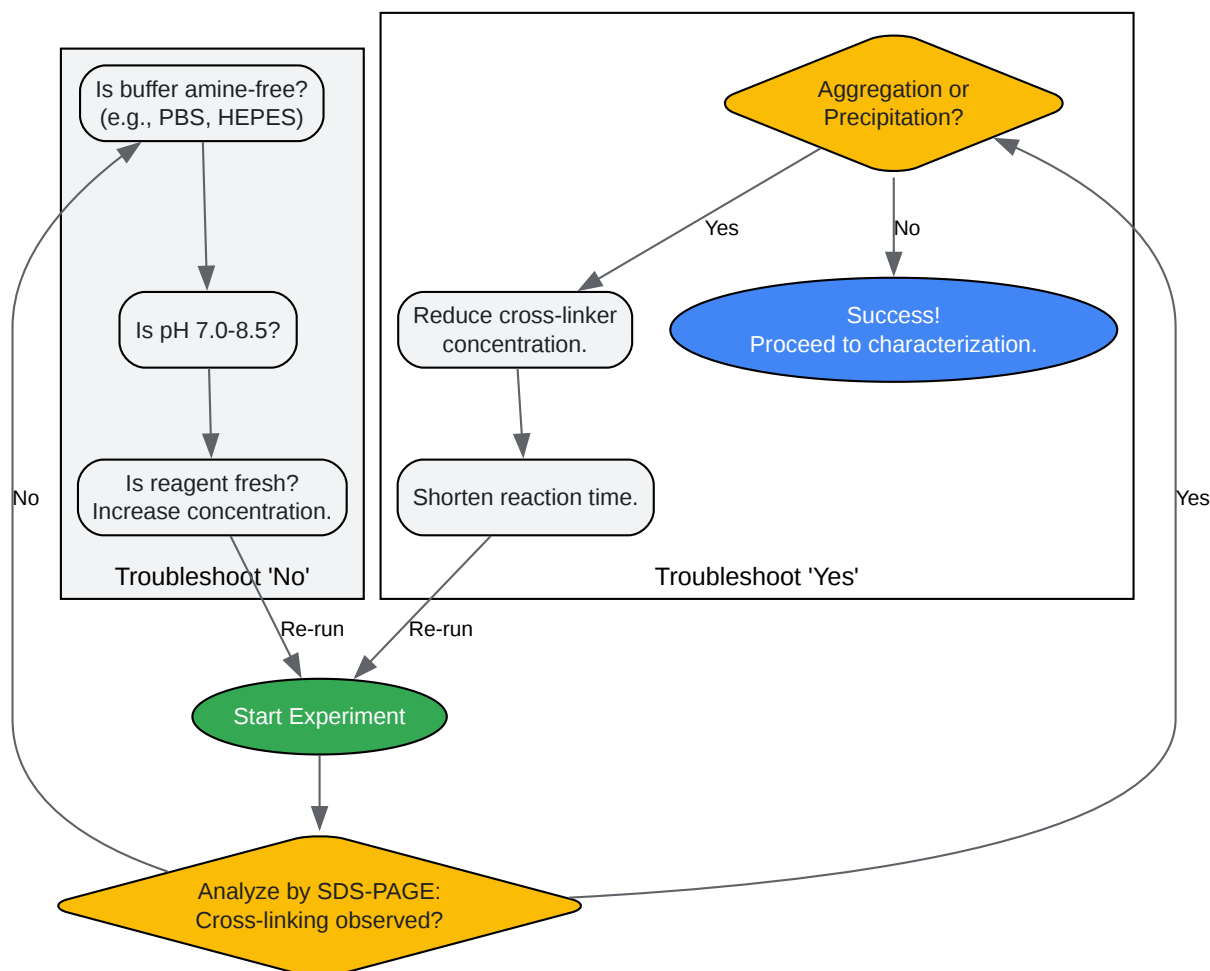 Is buffer amine-free?
(e.g., PBS, HEPES)
Is pH 7.0-8.5?
Is reagent fresh?
Increase concentration.
Troubleshoot 'No'
Aggregation or
Precipitation?
Yes
No
Reduce cross-linker
concentration.
Success!
Proceed to characterization.
Shorten reaction time.
Troubleshoot 'Yes'
No
Yes
Re-run
Re-run
Start Experiment
Analyze by SDS-PAGE:
Cross-linking observed?